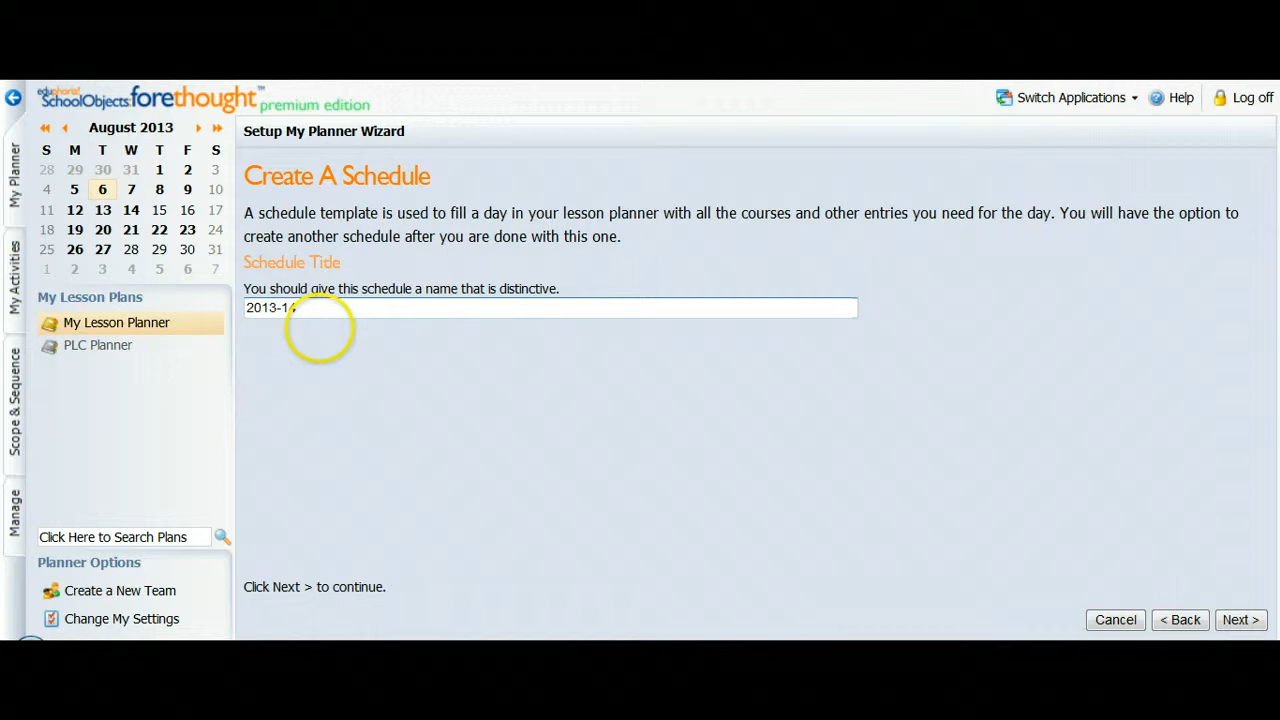 eduphoria!
SchoolObjects:forethought™ premium edition
Switch Applications
Help
Log off
My Planner
My Activities
Scope & Sequence
Manage
August 2013
S M T W T F S
28 29 30 31 1 2 3
4 5 6 7 8 9 10
11 12 13 14 15 16 17
18 19 20 21 22 23 24
25 26 27 28 29 30 31
1 2 3 4 5 6 7
My Lesson Plans
My Lesson Planner
PLC Planner
Click Here to Search Plans
Planner Options
Create a New Team
Change My Settings
Setup My Planner Wizard
Create A Schedule
A schedule template is used to fill a day in your lesson planner with all the courses and other entries you need for the day. You will have the option to
create another schedule after you are done with this one.
Schedule Title
You should give this schedule a name that is distinctive.
2013-14
Click Next > to continue.
Cancel
< Back
Next >